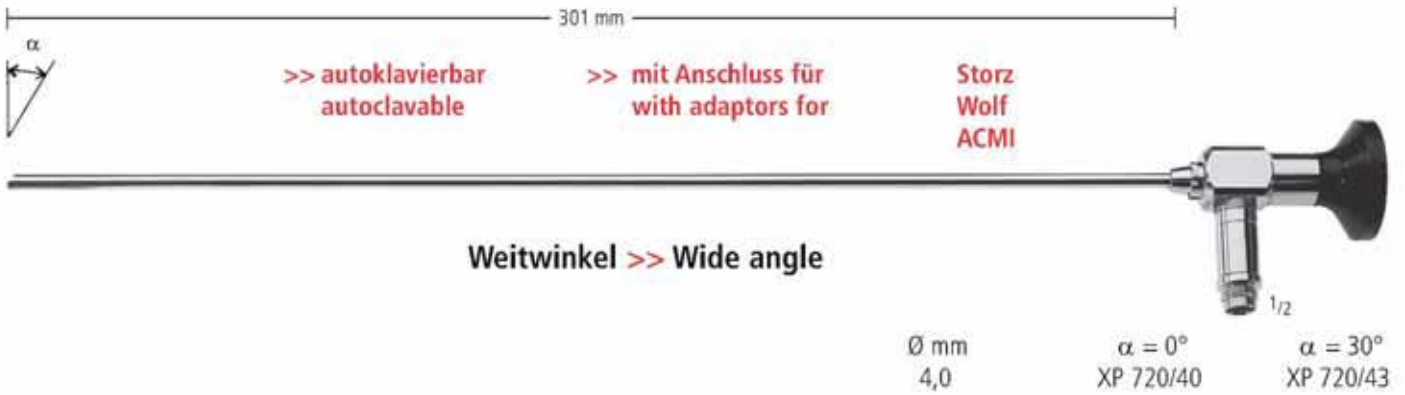 301 mm
α
>> autoklavierbar
autoclavable
>> mit Anschluss für
with adaptors for
Storz
Wolf
ACMI
Weitwinkel >> Wide angle
1/2
Ø mm α = 0° α = 30°
4,0 XP 720/40 XP 720/43